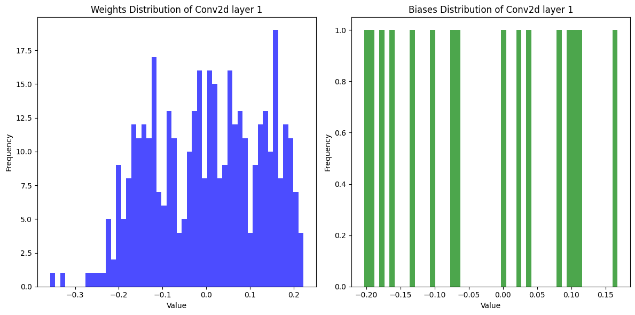 Weights Distribution of Conv2d layer 1
Frequency
17.5
15.0
12.5
10.0
7.5
5.0
2.5
0.0
−0.3 −0.2 −0.1 0.0 0.1 0.2
Value
Biases Distribution of Conv2d layer 1
Frequency
1.0
0.8
0.6
0.4
0.2
0.0
−0.20 −0.15 −0.10 −0.05 0.00 0.05 0.10 0.15
Value